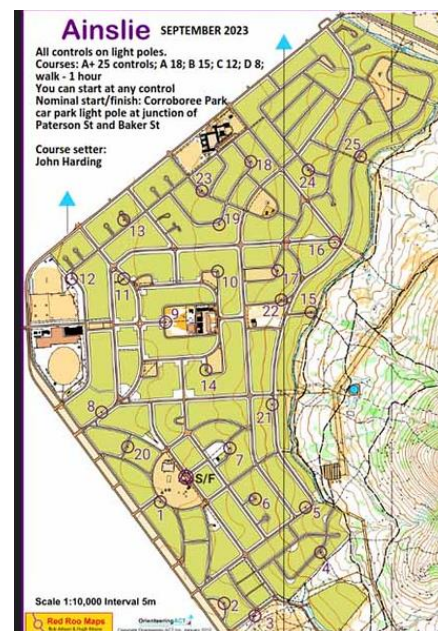 Ainslie SEPTEMBER 2023
All controls on light poles.
Courses: A+ 25 controls; A 18; B 15; C 12; D 8;
walk - 1 hour
You can start at any control
Nominal start/finish: Corroboree Park
car park light pole at junction of
Paterson St and Baker St
Course setter:
John Harding
18
25
23
24
13
19
16
12
11
10
17
22
15
9
14
8
21
20
7
S/F
6
1
5
4
2
3
Scale 1:10,000 Interval 5m
Red Roo Maps
OrienteeringACT